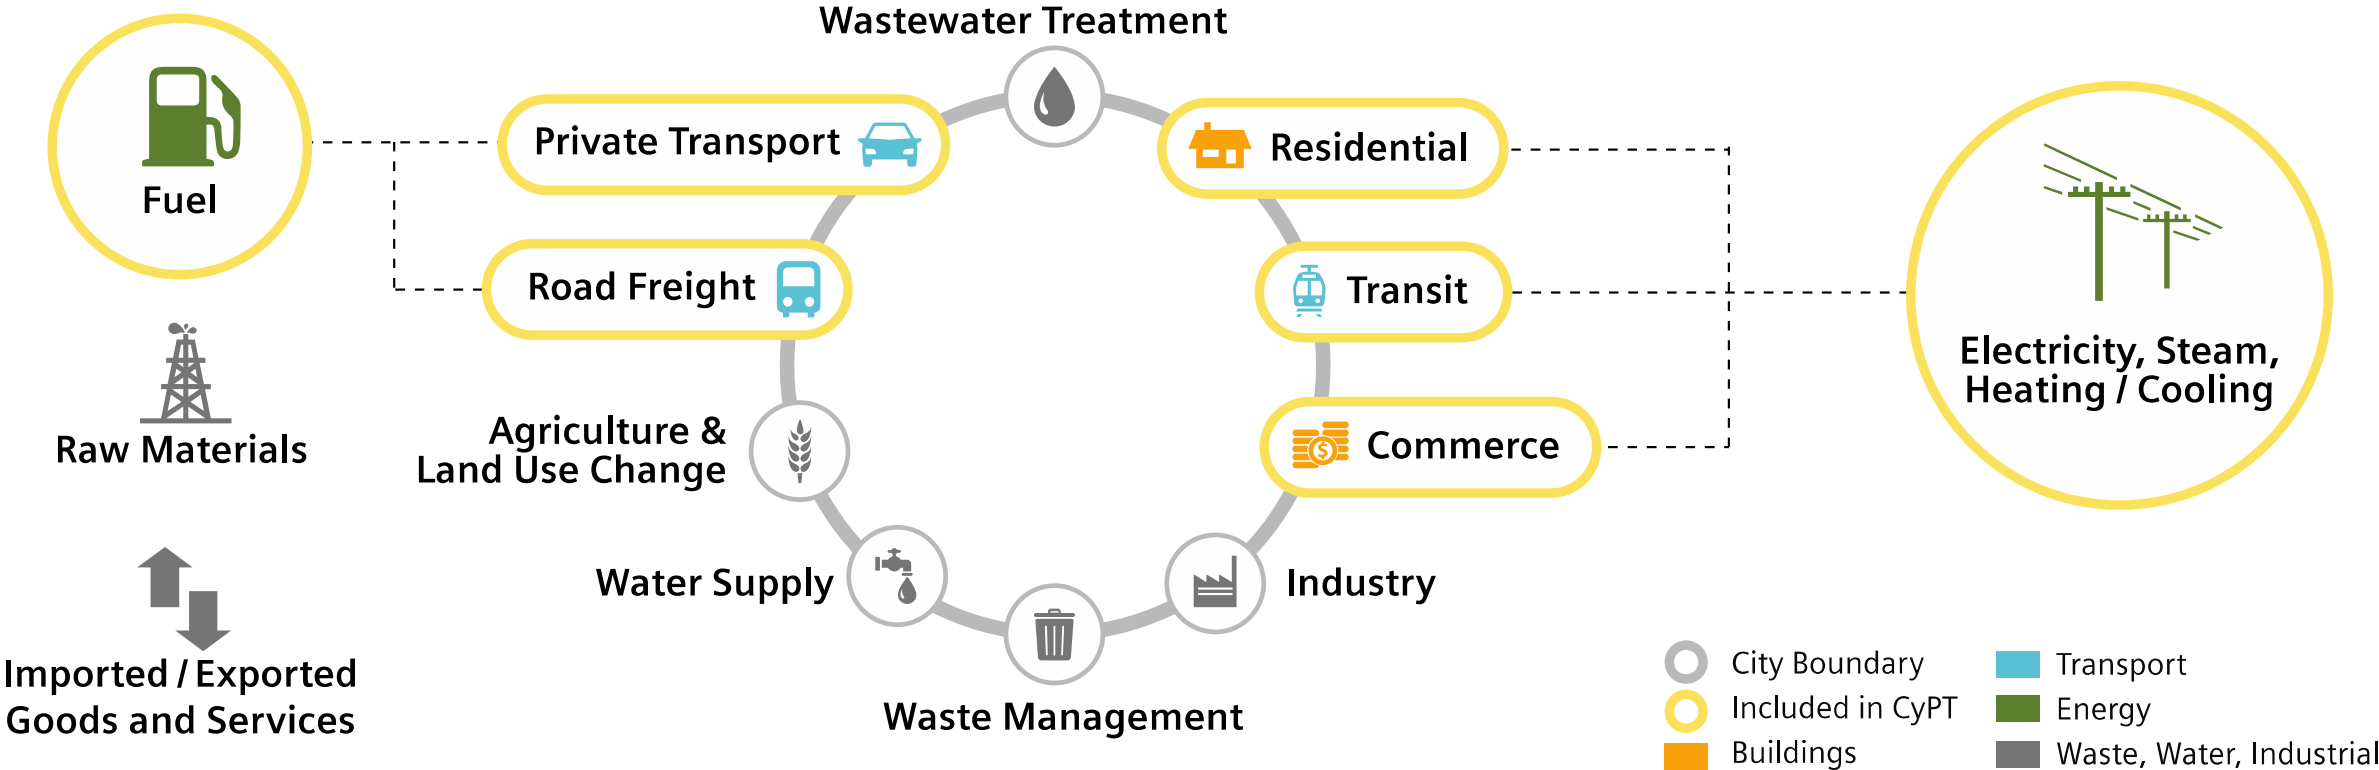 Wastewater Treatment
Fuel
Private Transport
Residential
Road Freight
Transit
Electricity, Steam,
Heating / Cooling
Raw Materials
Agriculture &
Land Use Change
Commerce
Water Supply
Industry
Imported / Exported
Goods and Services
Waste Management
City Boundary
Included in CyPT
Buildings
Transport
Energy
Waste, Water, Industrial